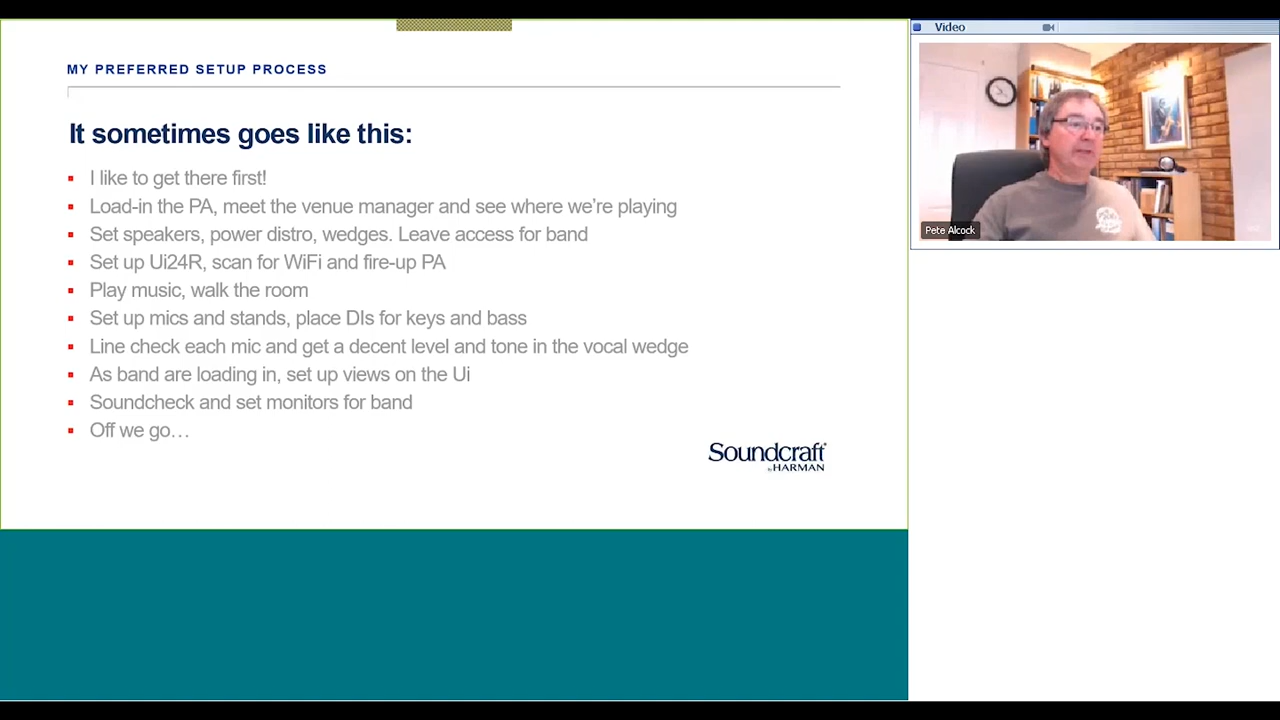 MY PREFERRED SETUP PROCESS
It sometimes goes like this:
I like to get there first!
Load-in the PA, meet the venue manager and see where we’re playing
Set speakers, power distro, wedges. Leave access for band
Set up Ui24R, scan for WiFi and fire-up PA
Play music, walk the room
Set up mics and stands, place DIs for keys and bass
Line check each mic and get a decent level and tone in the vocal wedge
As band are loading in, set up views on the Ui
Soundcheck and set monitors for band
Off we go…
Soundcraft
by HARMAN
Video
Pete Alcock